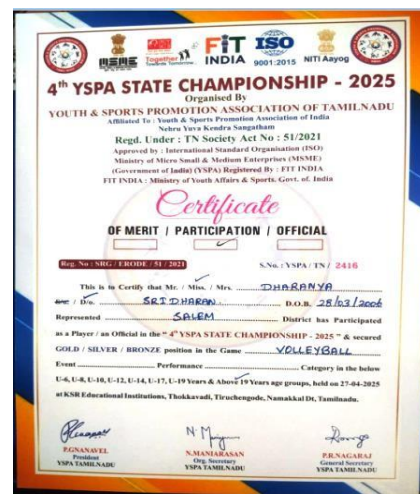 MSME
Together
Towards Tomorrow
FiT
INDIA
ISO
9001:2015
NITI Aayog
4th YSPA STATE CHAMPIONSHIP - 2025
Organised By
YOUTH & SPORTS PROMOTION ASSOCIATION OF TAMILNADU
Affiliated To : Youth & Sports Promotion Association of India
Nehru Yuva Kendra Sangatham
Regd. Under : TN Society Act No : 51/2021
Approved by : International Standard Organisation (ISO)
Ministry of Micro Small & Medium Enterprises (MSME)
(Government of India) (YSPA) Registered By : FIT INDIA
FIT INDIA : Ministry of Youth Affairs & Sports. Govt. of. India
Certificate
OF MERIT / PARTICIPATION / OFFICIAL
Reg. No : SRG / ERODE / 51 / 2021
S.No. : YSPA / TN / 2416
This is to Certify that Mr. / Miss. / Mrs. DHARANYA
S/o. / D/o. SRIDHARAN D.O.B. 28/03/2006
Represented SALEM District has Participated
as a Player / an Official in the " 4th YSPA STATE CHAMPIONSHIP - 2025 " & secured
GOLD / SILVER / BRONZE position in the Game VOLLEYBALL
Event Performance Category in the below
U-6, U-8, U-10, U-12, U-14, U-17, U-19 Years & Above 19 Years age groups, held on 27-04-2025
at KSR Educational Institutions, Thokkavadi, Tiruchengode, Namakkal Dt, Tamilnadu.
P.GNANAVEL
President
YSPA TAMILNADU
N.MANIARASAN
Org. Secretary
YSPA TAMILNADU
P.R.NAGARAJ
General Secretary
YSPA TAMILNADU